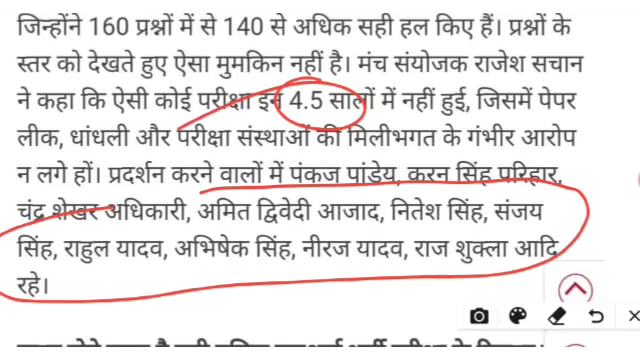 जिन्होंने 160 प्रश्नों में से 140 से अधिक सही हल किए हैं। प्रश्नों के
स्तर को देखते हुए ऐसा मुमकिन नहीं है। मंच संयोजक राजेश सचान
ने कहा कि ऐसी कोई परीक्षा इन 4.5 सालों में नहीं हुई, जिसमें पेपर
लीक, धांधली और परीक्षा संस्थाओं की मिलीभगत के गंभीर आरोप
न लगे हों। प्रदर्शन करने वालों में पंकज पांडेय, करन सिंह परिहार,
चंद्र शेखर अधिकारी, अमित द्विवेदी आजाद, नितेश सिंह, संजय
सिंह, राहुल यादव, अभिषेक सिंह, नीरज यादव, राज शुक्ला आदि
रहे।